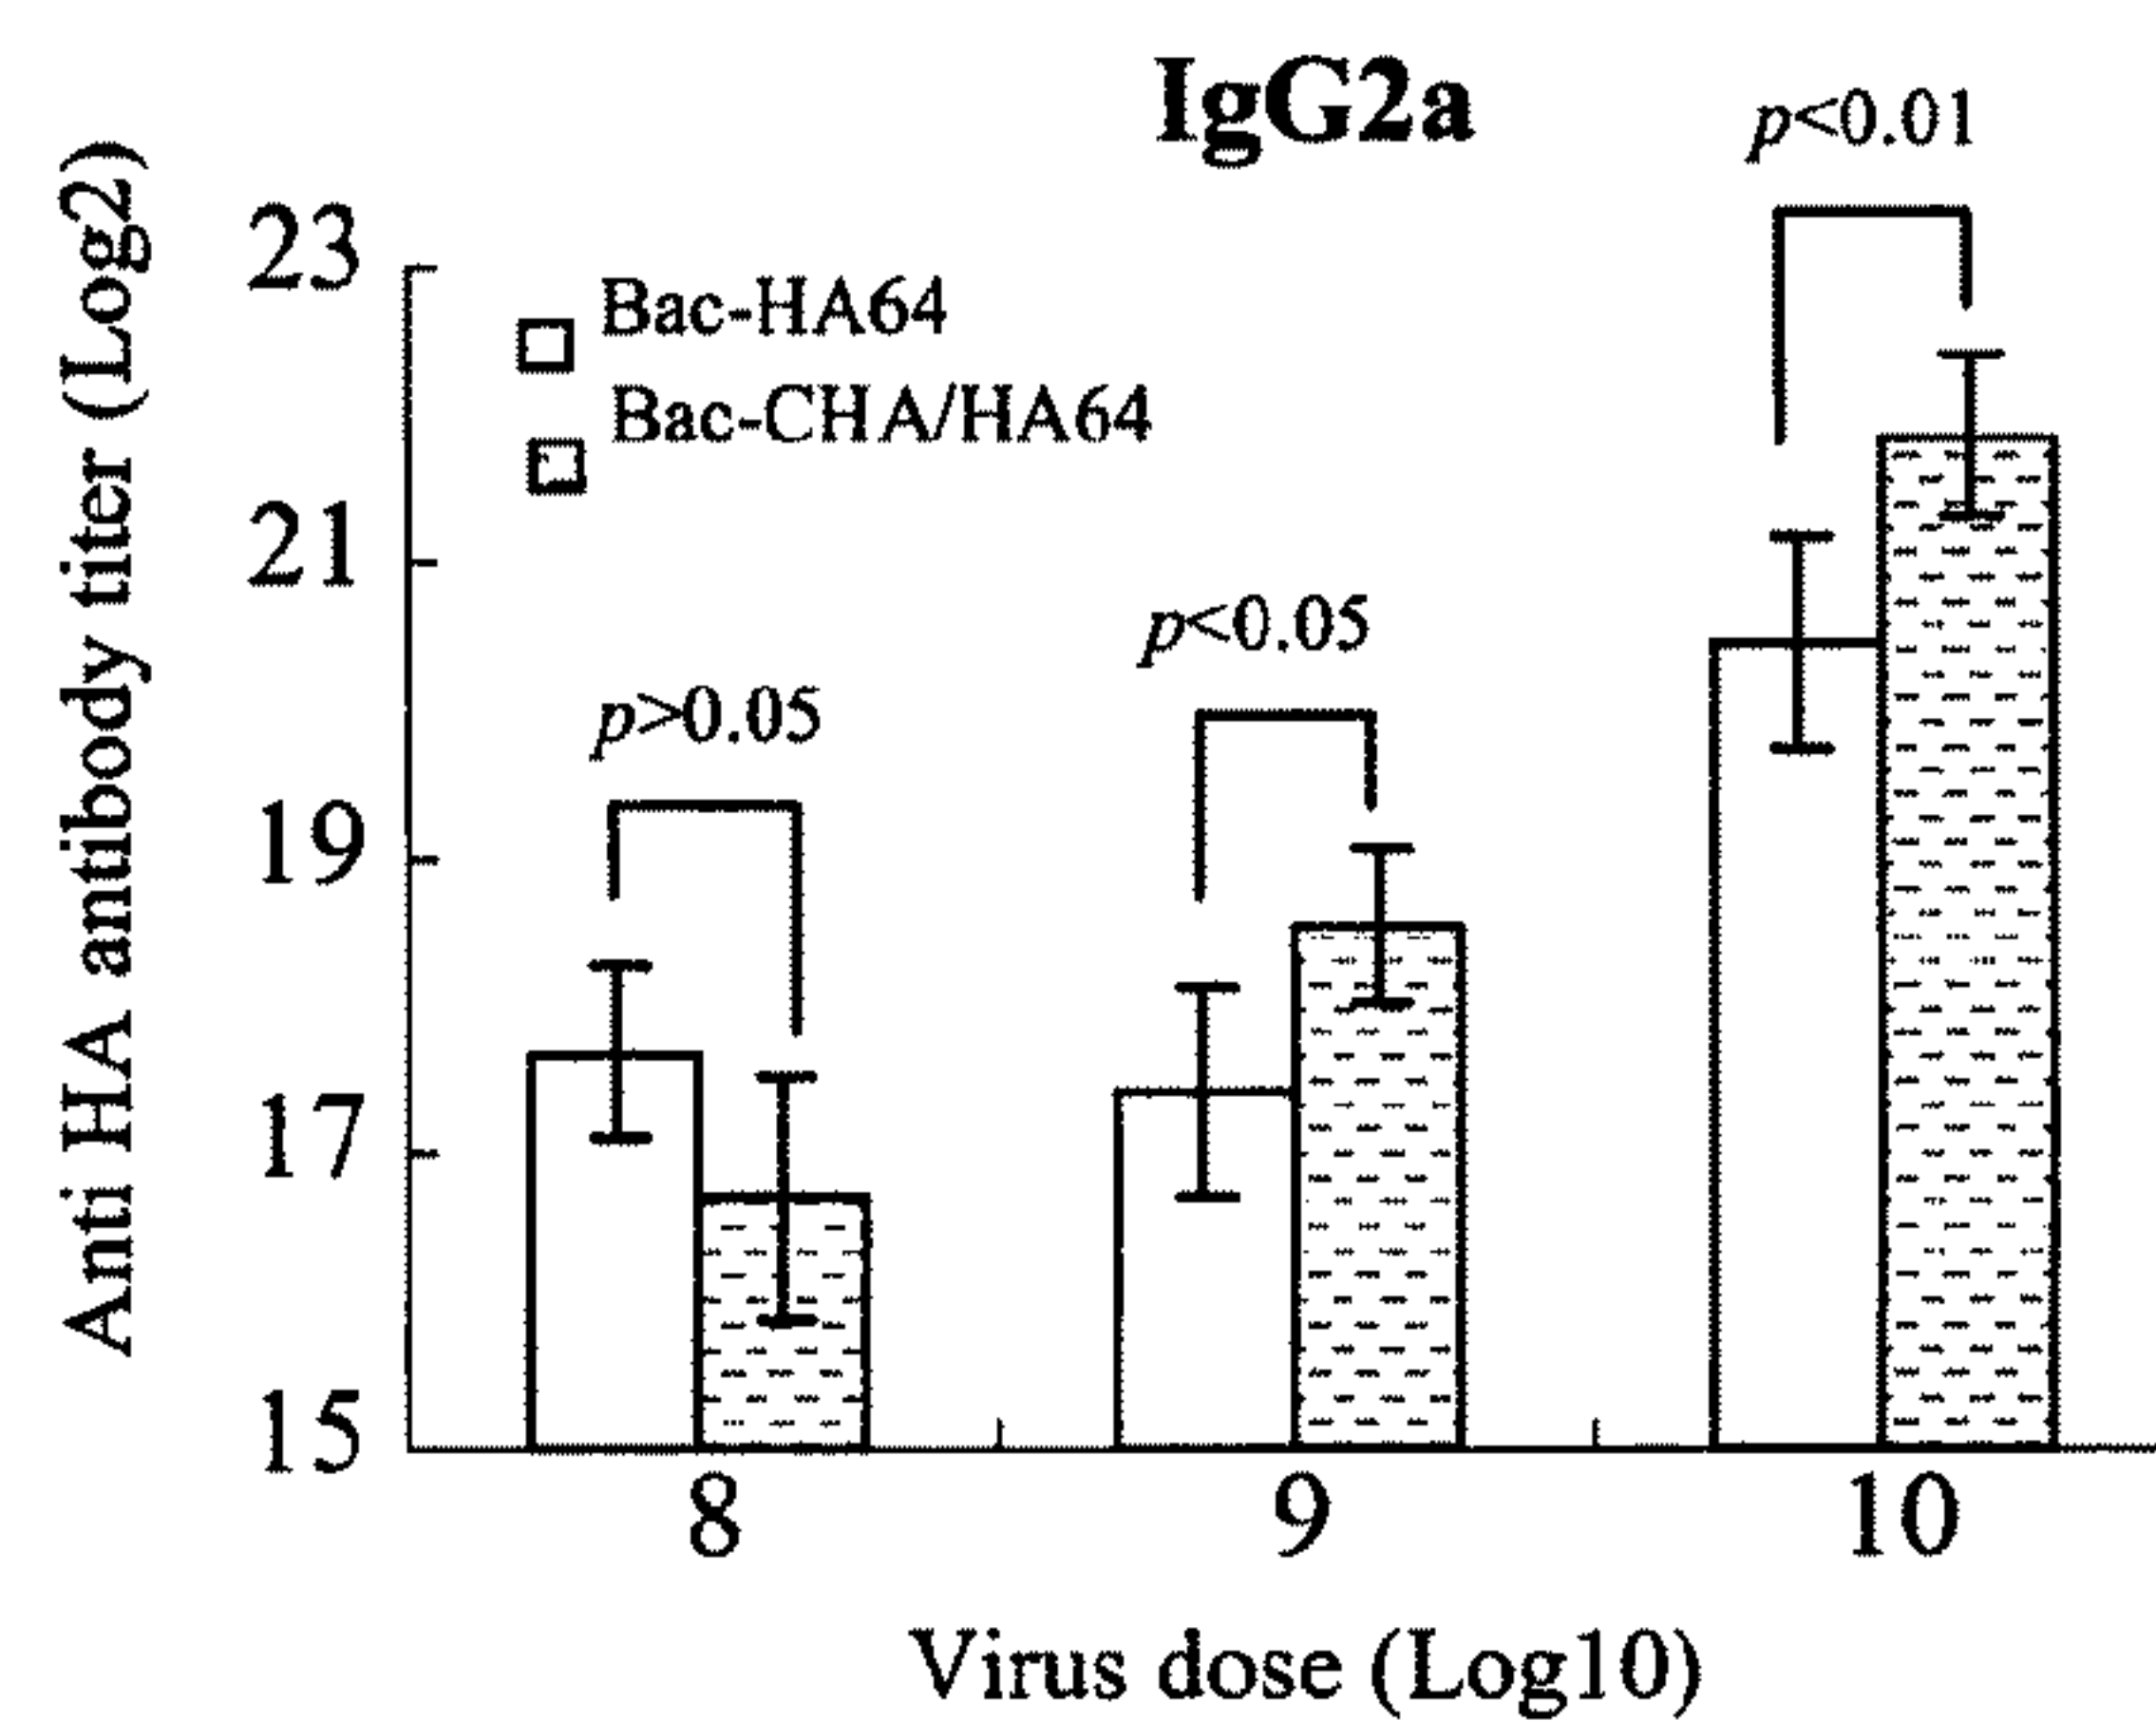 IgG2a
p<0.01
23
Bac-HA64
Bac-CHA/HA64
21
p<0.05
p>0.05
19
17
15
8 9 10
Virus dose (Log10)
Anti HA antibody titer (Log2)